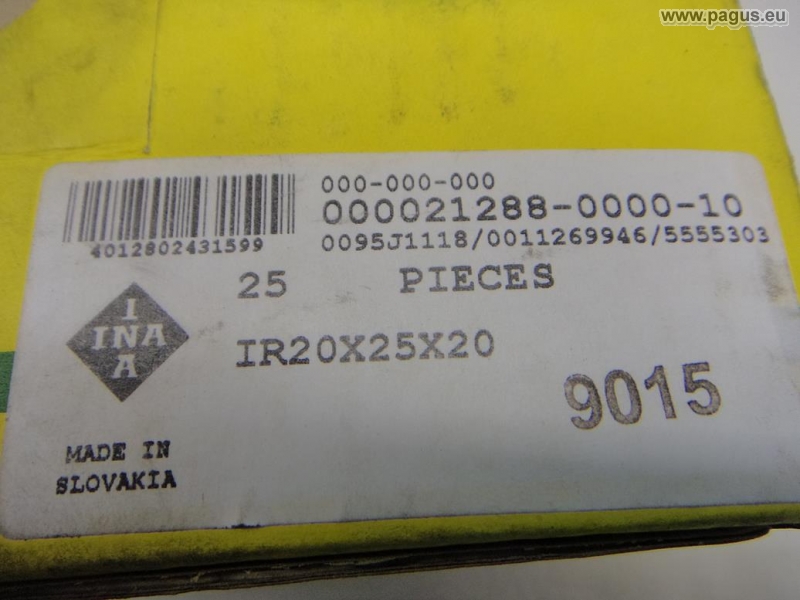 www.pagus.eu
000-000-000
000021288-0000-10
4012802431599
0095J1118/0011269946/5555303
25 PIECES
I
INA
A
IR20X25X20
9015
MADE IN
SLOVAKIA